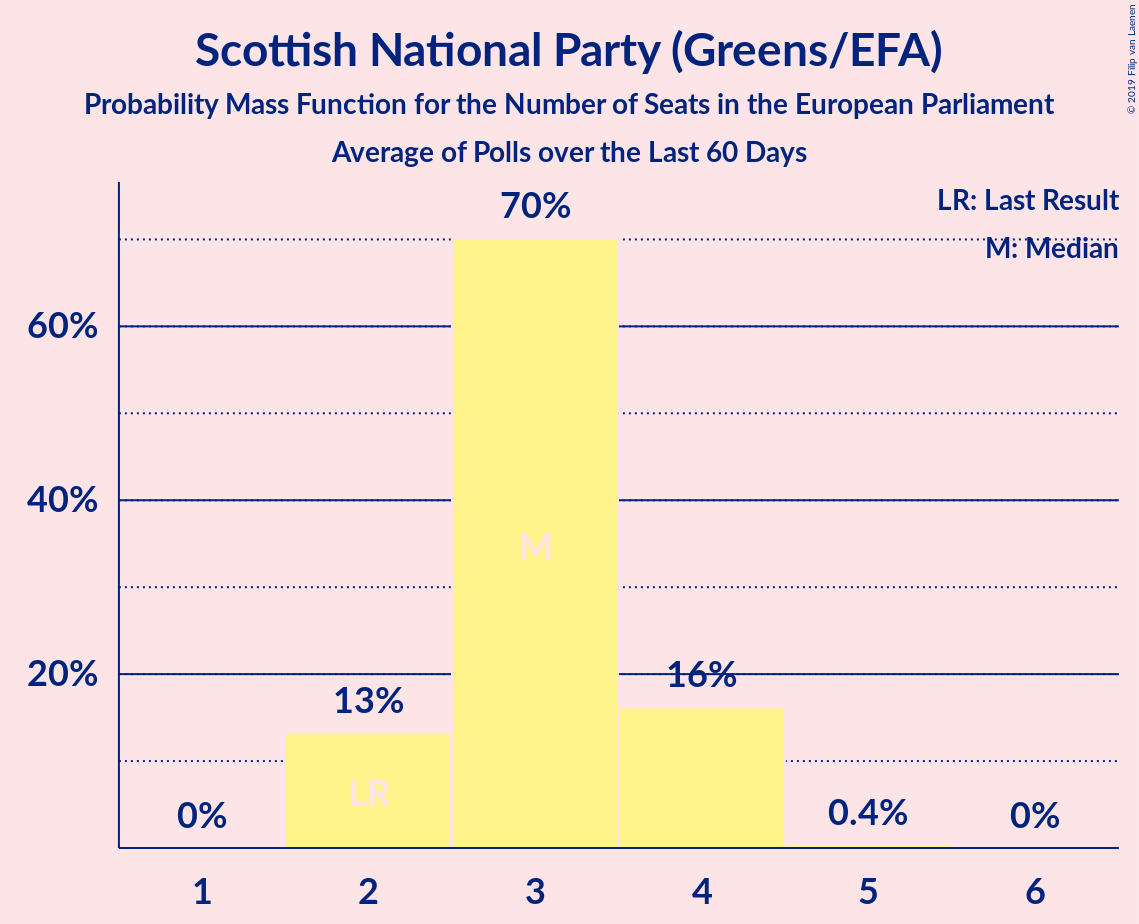 Scottish National Party (Greens/EFA)
Probability Mass Function for the Number of Seats in the European Parliament
Average of Polls over the Last 60 Days
© 2019 Filip van Laenen
LR: Last Result
M: Median
70%
60%
40%
M
20%
16%
13%
LR
0%
0.4%
0%
1 2 3 4 5 6